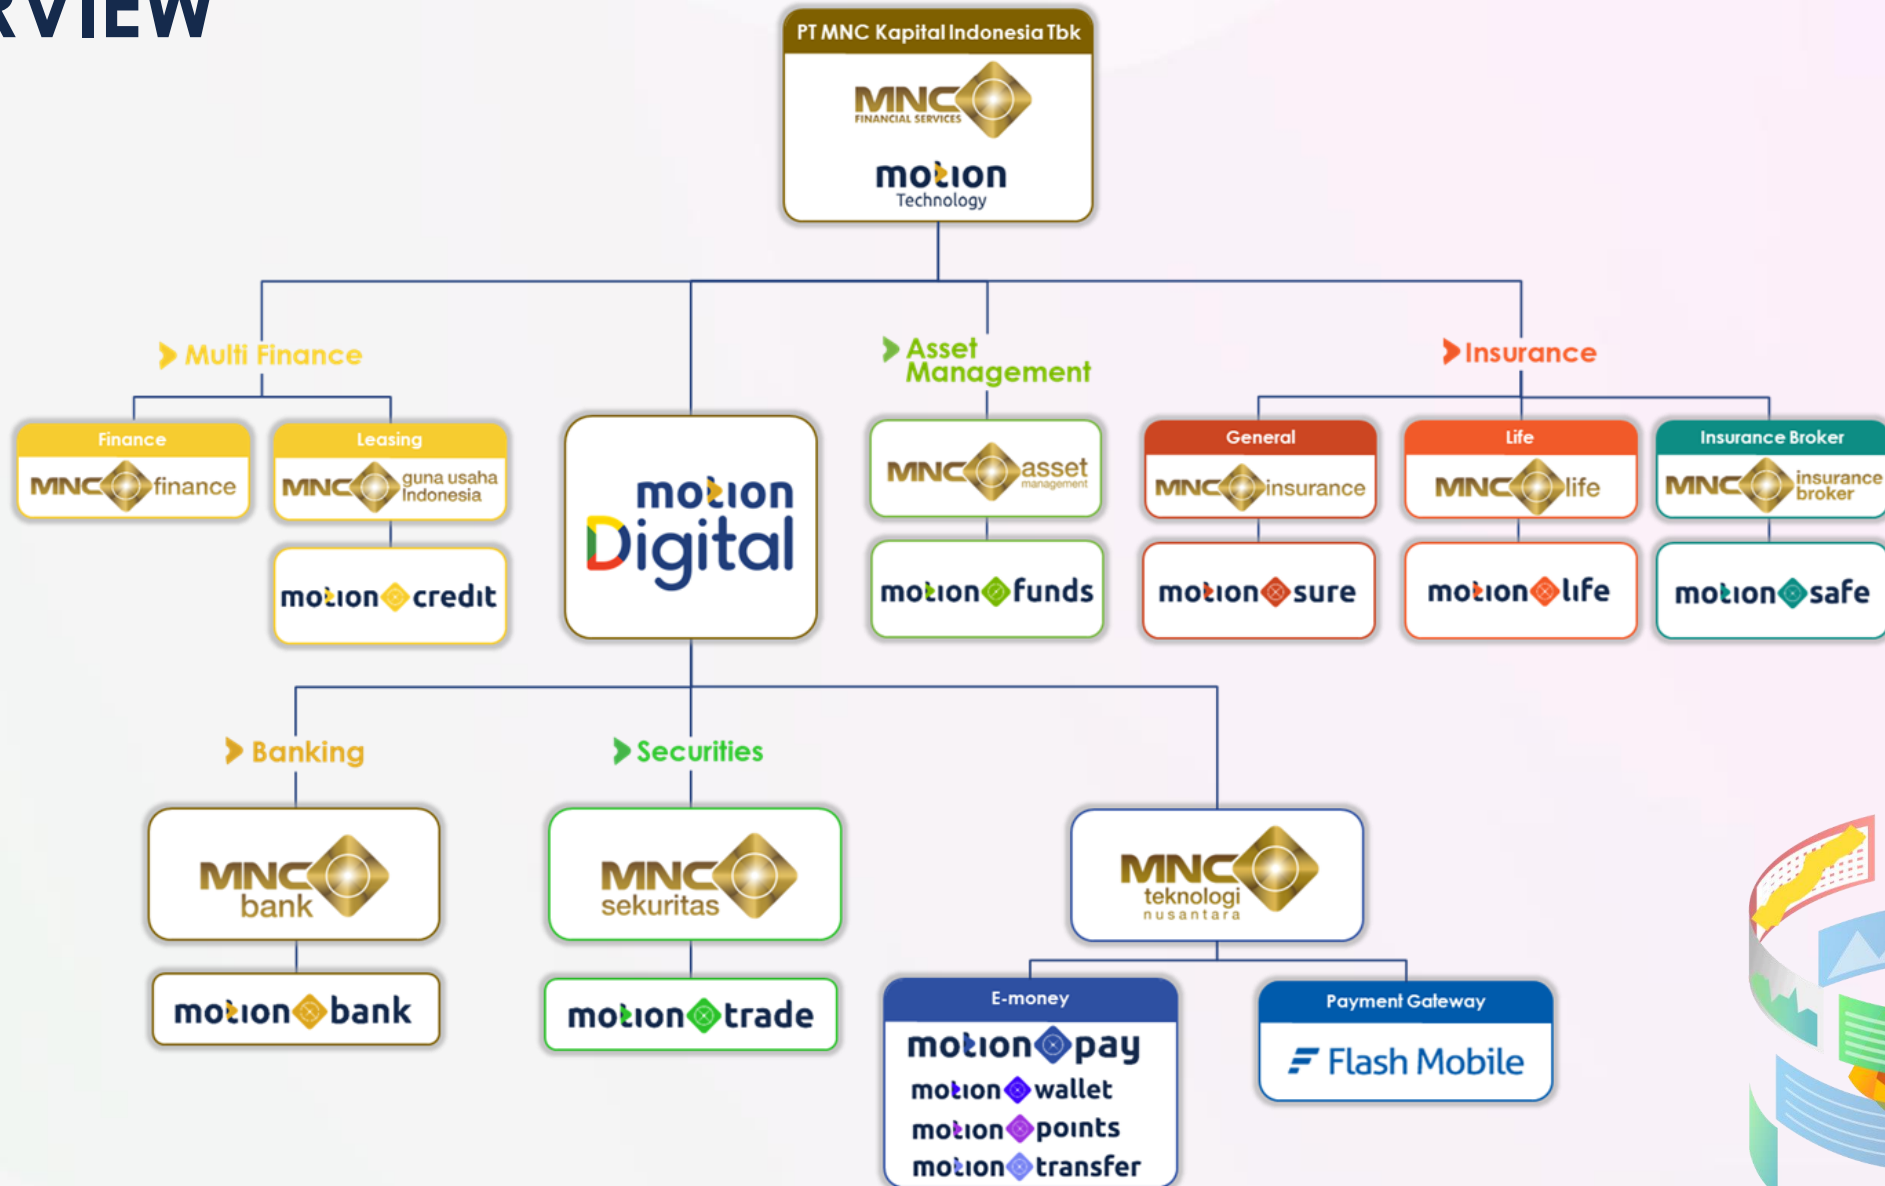 RVIEW
PT MNC Kapital Indonesia Tbk
MNC
FINANCIAL SERVICES
motion
Technology
Multi Finance
Asset
Management
Insurance
Finance
MNC finance
Leasing
MNC guna usaha
Indonesia
motion credit
motion
Digital
MNC asset
management
motion funds
General
MNC insurance
motion sure
Life
MNC life
motion life
Insurance Broker
MNC insurance
broker
motion safe
Banking
Securities
MNC
bank
motion bank
MNC
sekuritas
motion trade
MNC
teknologi
nusantara
E-money
motion pay
motion wallet
motion points
motion transfer
Payment Gateway
Flash Mobile